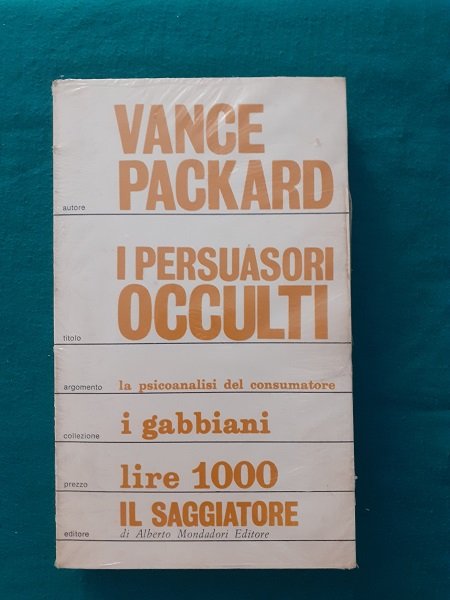 VANCE
PACKARD
autore
I PERSUASORI
OCCULTI
titolo
argomento la psicoanalisi del consumatore
collezione i gabbiani
prezzo lire 1000
IL SAGGIATORE
editore di Alberto Mondadori Editore